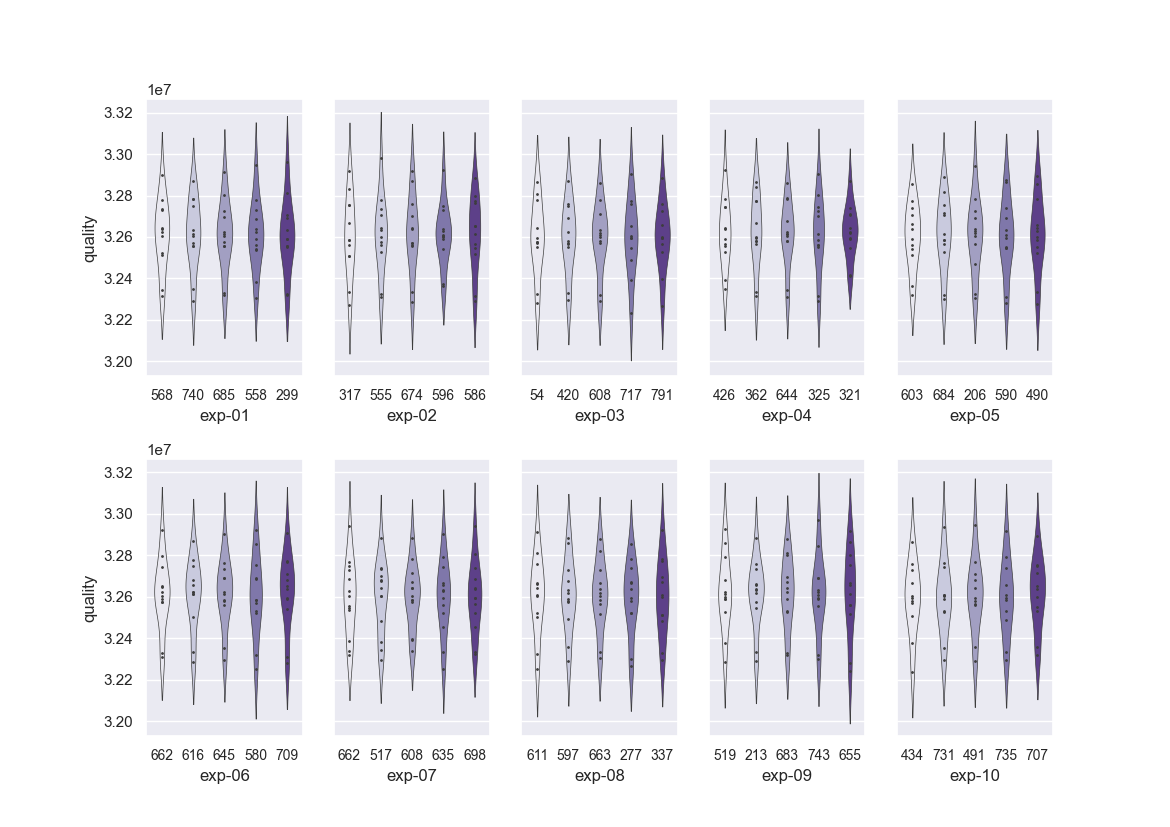 1e7
3.32
3.30
3.28
3.26
3.24
3.22
3.20
quality
568 740 685 558 299
exp-01
317 555 674 596 586
exp-02
54 420 608 717 791
exp-03
426 362 644 325 321
exp-04
603 684 206 590 490
exp-05
1e7
3.32
3.30
3.28
3.26
3.24
3.22
3.20
quality
662 616 645 580 709
exp-06
662 517 608 635 698
exp-07
611 597 663 277 337
exp-08
519 213 683 743 655
exp-09
434 731 491 735 707
exp-10